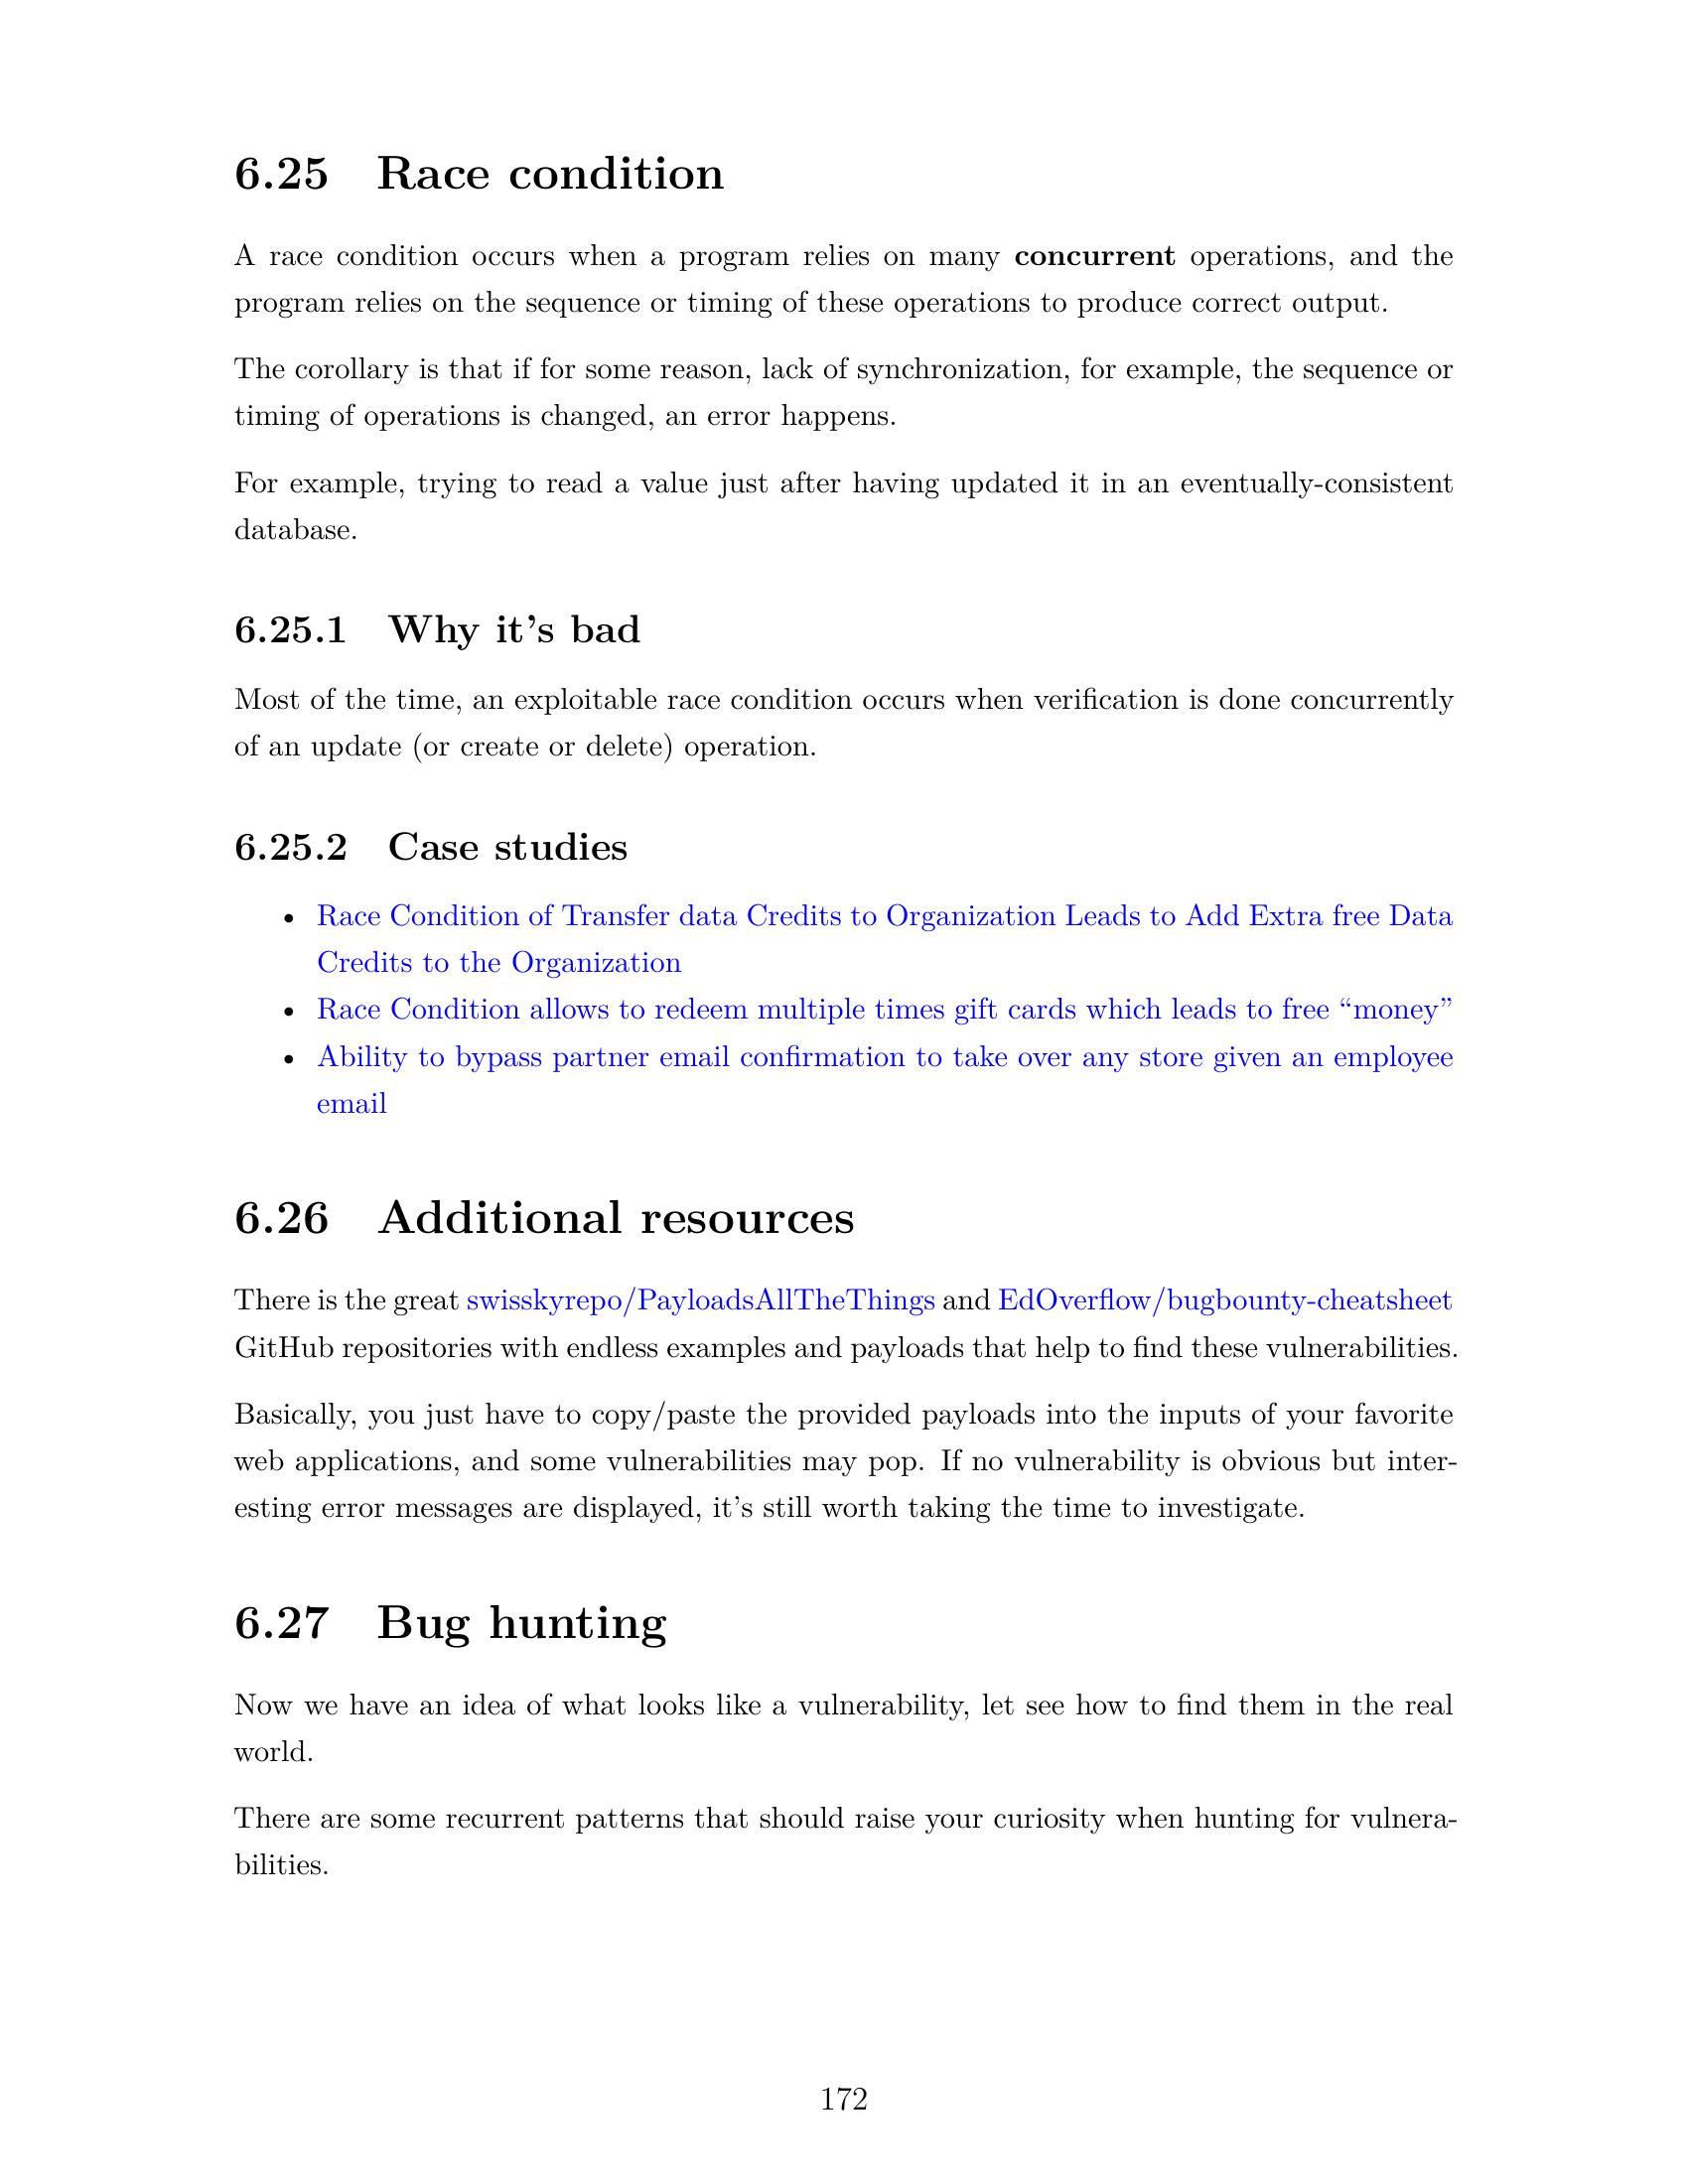 6.25 Race condition
A race condition occurs when a program relies on many concurrent operations, and the
program relies on the sequence or timing of these operations to produce correct output.
The corollary is that if for some reason, lack of synchronization, for example, the sequence or
timing of operations is changed, an error happens.
For example, trying to read a value just after having updated it in an eventually-consistent
database.
6.25.1 Why it's bad
Most of the time, an exploitable race condition occurs when verification is done concurrently
of an update (or create or delete) operation.
6.25.2 Case studies
• Race Condition of Transfer data Credits to Organization Leads to Add Extra free Data
Credits to the Organization
• Race Condition allows to redeem multiple times gift cards which leads to free “money”
• Ability to bypass partner email confirmation to take over any store given an employee
email
6.26 Additional resources
There is the great swisskyrepo/PayloadsAllTheThings and EdOverflow/bugbounty-cheatsheet
GitHub repositories with endless examples and payloads that help to find these vulnerabilities.
Basically, you just have to copy/paste the provided payloads into the inputs of your favorite
web applications, and some vulnerabilities may pop. If no vulnerability is obvious but inter-
esting error messages are displayed, it's still worth taking the time to investigate.
6.27 Bug hunting
Now we have an idea of what looks like a vulnerability, let see how to find them in the real
world.
There are some recurrent patterns that should raise your curiosity when hunting for vulnera-
bilities.
172